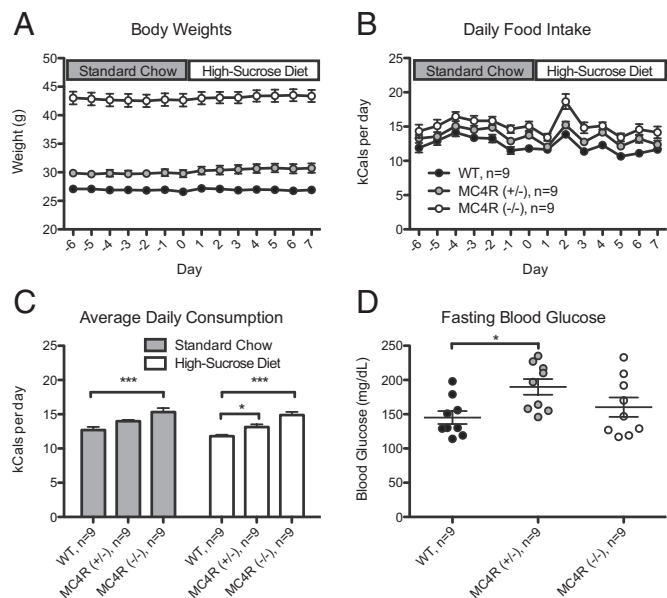 A
Body Weights
Standard Chow
High-Sucrose Diet
50
45
40
35
30
25
20
Weight (g)
-6 -5 -4 -3 -2 -1 0 1 2 3 4 5 6 7
Day
B
Daily Food Intake
Standard Chow
High-Sucrose Diet
25
20
15
10
5
0
kCals per day
WT, n=9
MC4R (+/-), n=9
MC4R (-/-), n=9
-6 -5 -4 -3 -2 -1 0 1 2 3 4 5 6 7
Day
C
Average Daily Consumption
Standard Chow
High-Sucrose Diet
25
20
15
10
5
0
kCals per day
***
***
*
WT, n=9
MC4R (+/-), n=9
MC4R (-/-), n=9
WT, n=9
MC4R (+/-), n=9
MC4R (-/-), n=9
D
Fasting Blood Glucose
250
200
150
100
50
0
Blood Glucose (mg/dL)
*
WT, n=9
MC4R (+/-), n=9
MC4R (-/-), n=9